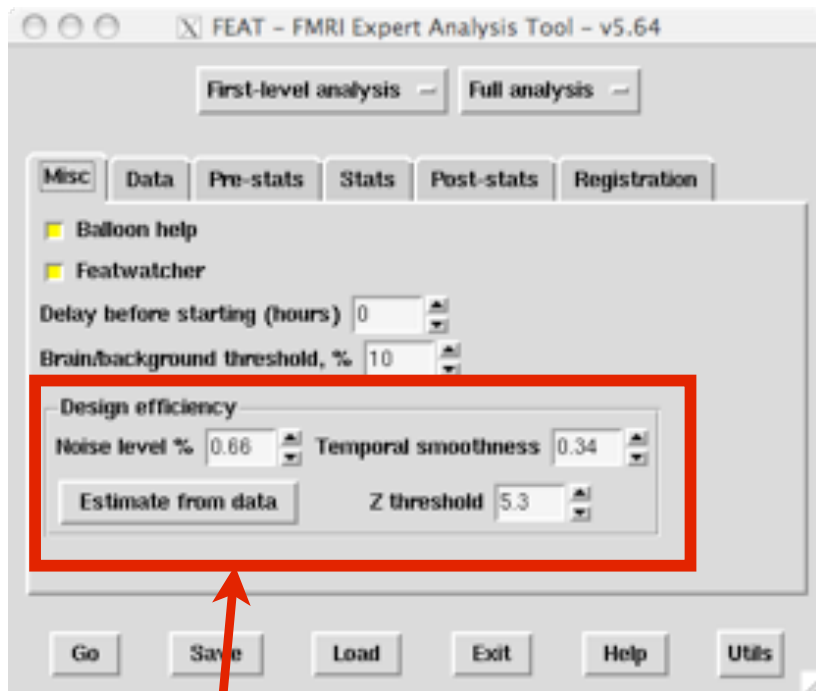 X FEAT - FMRI Expert Analysis Tool - v5.64
First-level analysis Full analysis
Misc Data Pre-stats Stats Post-stats Registration
Balloon help
Featwatcher
Delay before starting (hours) 0
Brain/background threshold, % 10
Design efficiency
Noise level % 0.66 Temporal smoothness 0.34
Estimate from data Z threshold 5.3
Go Save Load Exit Help Utils